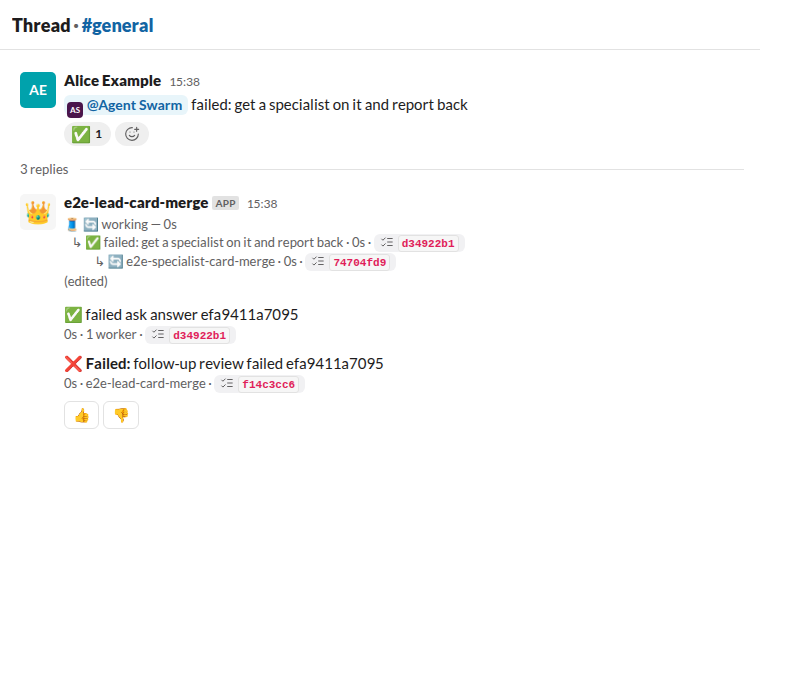 Thread · #general
AE
Alice Example 15:38
AS @Agent Swarm failed: get a specialist on it and report back
✅ 1
3 replies
e2e-lead-card-merge APP 15:38
🧵 🔄 working — 0s
↳ ✅ failed: get a specialist on it and report back · 0s · d34922b1
↳ 🔄 e2e-specialist-card-merge · 0s · 74704fd9
(edited)
✅ failed ask answer efa9411a7095
0s · 1 worker · d34922b1
❌ Failed: follow-up review failed efa9411a7095
0s · e2e-lead-card-merge · f14c3cc6
👍 👎